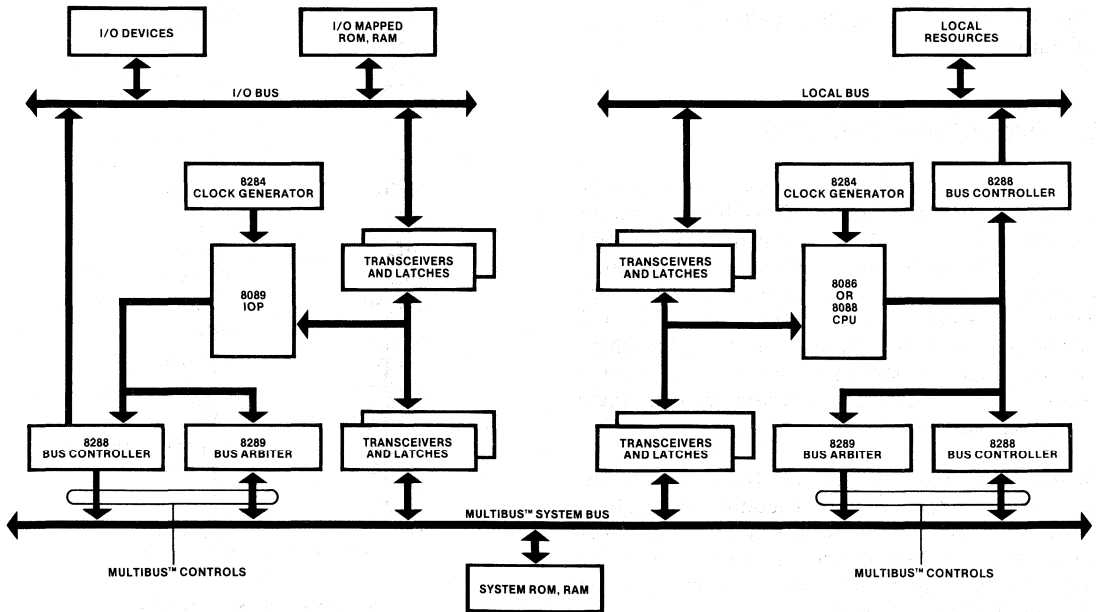 I/O DEVICES
I/O MAPPED
ROM, RAM
LOCAL
RESOURCES
I/O BUS
LOCAL BUS
8284
CLOCK GENERATOR
8284
CLOCK GENERATOR
8288
BUS CONTROLLER
TRANSCEIVERS
AND LATCHES
TRANSCEIVERS
AND LATCHES
8089
IOP
8086
OR
8088
CPU
8288
BUS CONTROLLER
8289
BUS ARBITER
TRANSCEIVERS
AND LATCHES
TRANSCEIVERS
AND LATCHES
8289
BUS ARBITER
8288
BUS CONTROLLER
MULTIBUS™ SYSTEM BUS
MULTIBUS™ CONTROLS
MULTIBUS™ CONTROLS
SYSTEM ROM, RAM